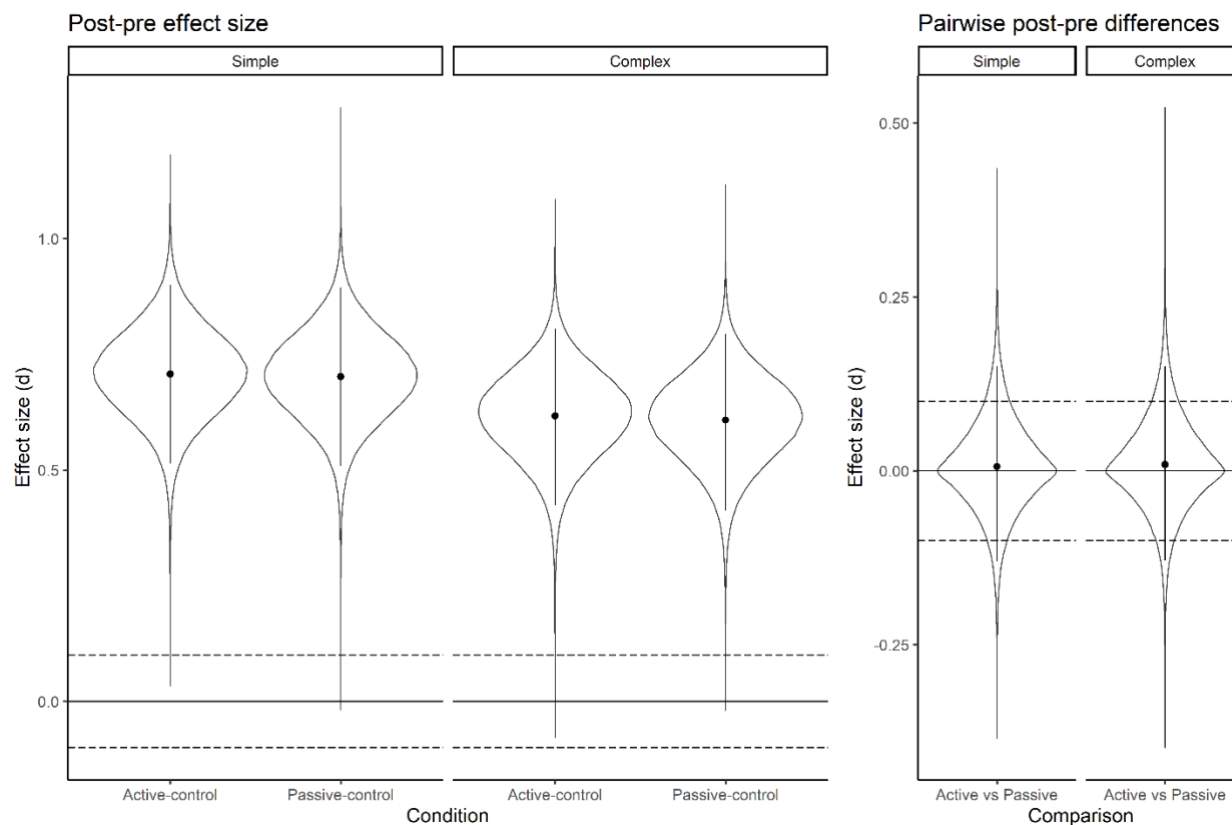 Post-pre effect size
Simple
Complex
Effect size (d)
1.0
0.5
0.0
Active-control
Passive-control
Active-control
Passive-control
Condition
Pairwise post-pre differences
Simple
Complex
Effect size (d)
0.50
0.25
0.00
-0.25
Active vs Passive
Active vs Passive
Comparison